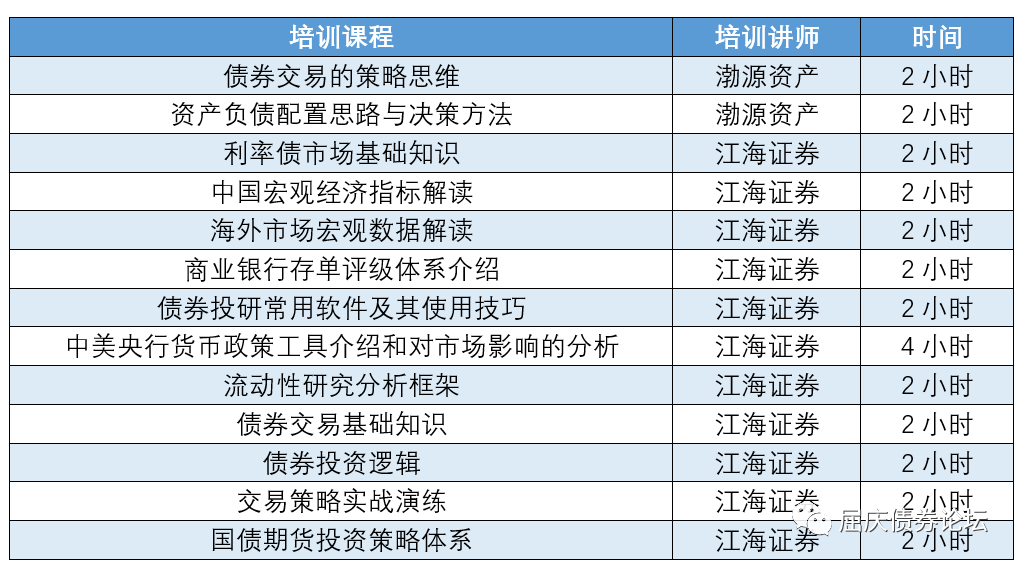 培训课程 培训讲师 时间
债券交易的策略思维 渤源资产 2 小时
资产负债配置思路与决策方法 渤源资产 2 小时
利率债市场基础知识 江海证券 2 小时
中国宏观经济指标解读 江海证券 2 小时
海外市场宏观数据解读 江海证券 2 小时
商业银行存单评级体系介绍 江海证券 2 小时
债券投研常用软件及其使用技巧 江海证券 2 小时
中美央行货币政策工具介绍和对市场影响的分析 江海证券 4 小时
流动性研究分析框架 江海证券 2 小时
债券交易基础知识 江海证券 2 小时
债券投资逻辑 江海证券 2 小时
交易策略实战演练 江海证券 2 小时
屈庆债券论坛
国债期货投资策略体系 江海证券 2 小时